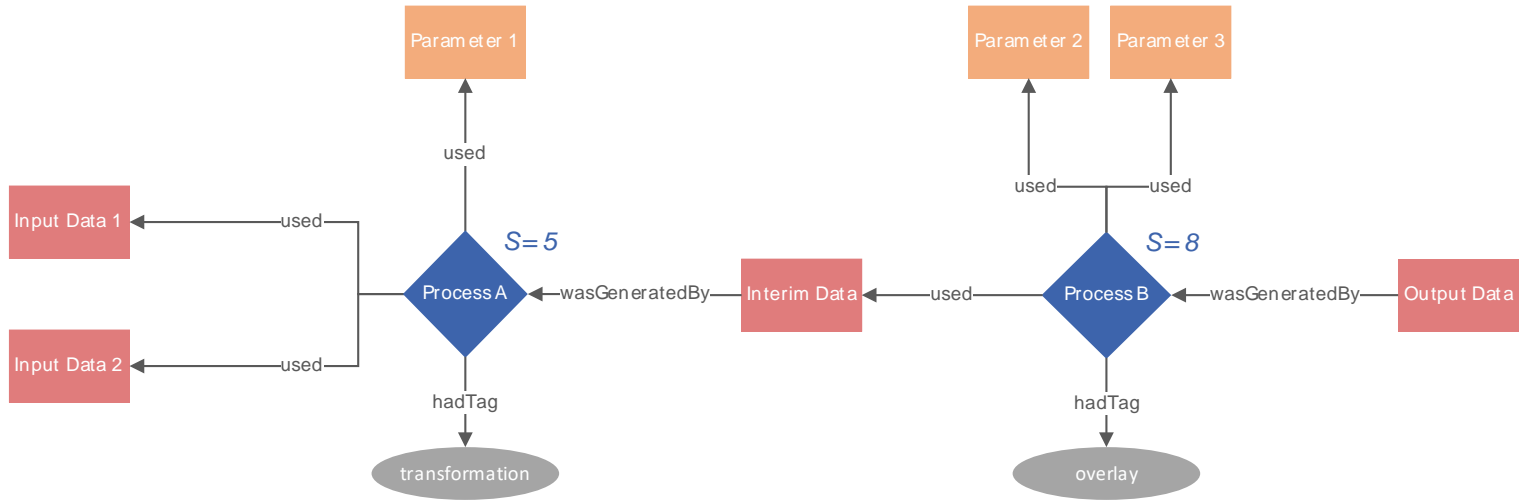 Parameter 1
Parameter 2
Parameter 3
used
used
used
Input Data 1
used
S=5
S=8
Process A
wasGeneratedBy
Interim Data
used
Process B
wasGeneratedBy
Output Data
Input Data 2
used
hadTag
hadTag
transformation
overlay